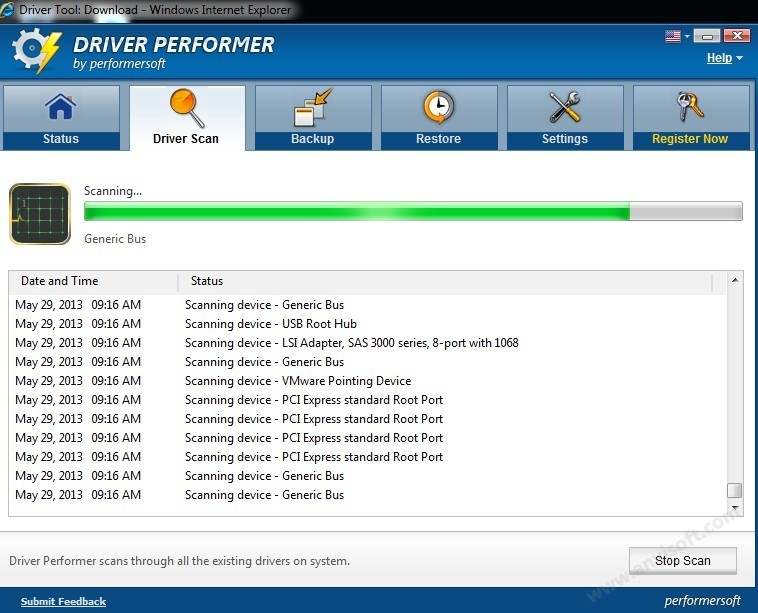 Driver Tool: Download - Windows Internet Explorer
DRIVER PERFORMER
by performersoft
Help
Status
Driver Scan
Backup
Restore
Settings
Register Now
Scanning...
Generic Bus
Date and Time Status
May 29, 2013 09:16 AM Scanning device - Generic Bus
May 29, 2013 09:16 AM Scanning device - USB Root Hub
May 29, 2013 09:16 AM Scanning device - LSI Adapter, SAS 3000 series, 8-port with 1068
May 29, 2013 09:16 AM Scanning device - Generic Bus
May 29, 2013 09:16 AM Scanning device - VMware Pointing Device
May 29, 2013 09:16 AM Scanning device - PCI Express standard Root Port
May 29, 2013 09:16 AM Scanning device - PCI Express standard Root Port
May 29, 2013 09:16 AM Scanning device - PCI Express standard Root Port
May 29, 2013 09:16 AM Scanning device - PCI Express standard Root Port
May 29, 2013 09:16 AM Scanning device - Generic Bus
May 29, 2013 09:16 AM Scanning device - Generic Bus
Driver Performer scans through all the existing drivers on system.
Stop Scan
Submit Feedback
performersoft